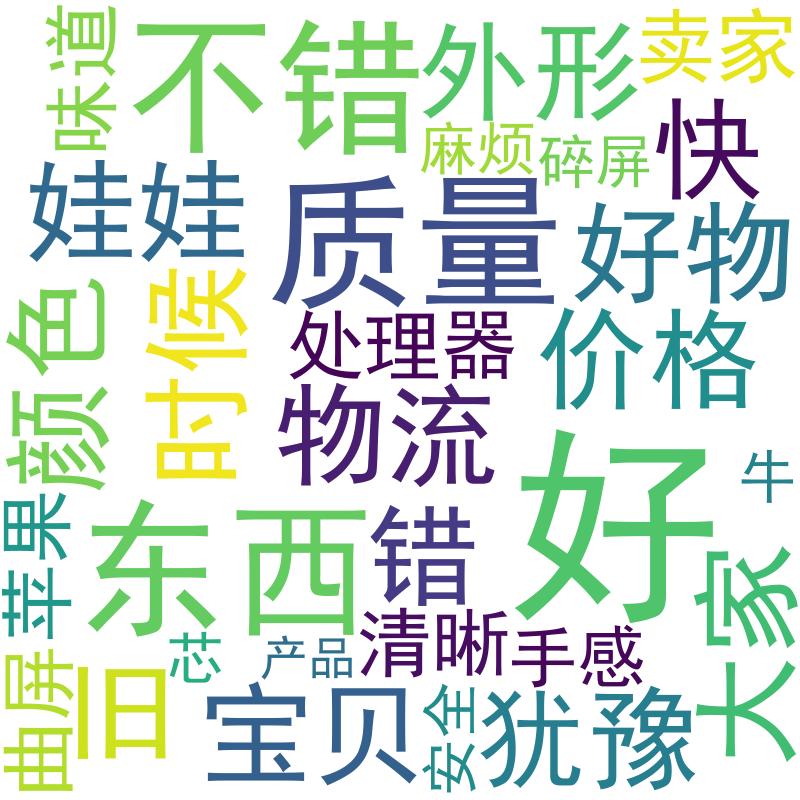 味道
不错
外形
卖家
麻烦
碎屏
快
娃娃
质量
好物
颜色
时候
处理器
价格
物流
好
牛
苹果
东西
错
大家
芯
产品
清晰
手感
曲屏
旧
宝贝
安全
犹豫